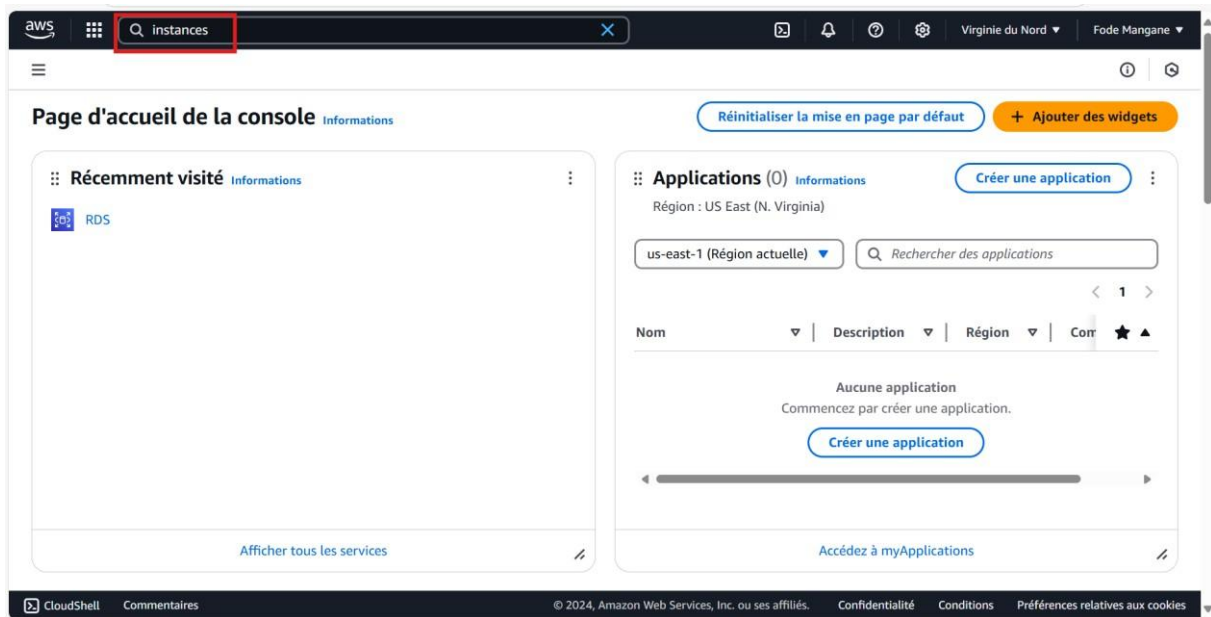 aws
instances
Virginie du Nord
Fode Mangane
Page d'accueil de la console Informations
Réinitialiser la mise en page par défaut
+ Ajouter des widgets
Récemment visité Informations
RDS
Afficher tous les services
Applications (0) Informations
Créer une application
Région : US East (N. Virginia)
us-east-1 (Région actuelle)
Rechercher des applications
1
Nom Description Région Com
Aucune application
Commencez par créer une application.
Créer une application
Accédez à myApplications
CloudShell Commentaires © 2024, Amazon Web Services, Inc. ou ses affiliés. Confidentialité Conditions Préférences relatives aux cookies